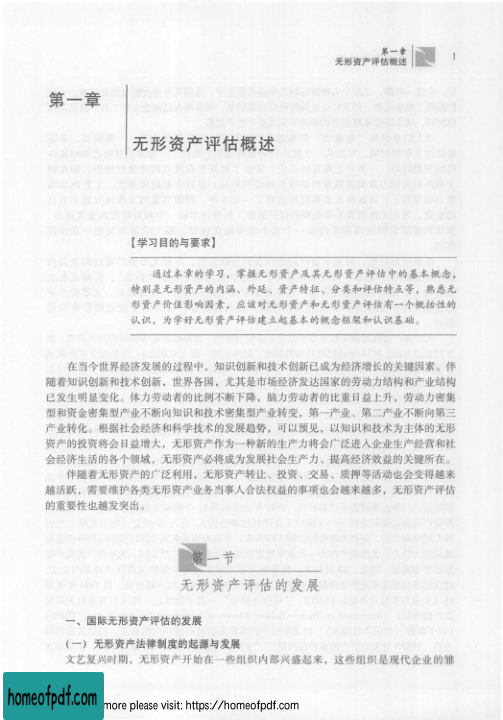 第一章
无形资产评估概述
1
第一章
无形资产评估概述
【学习目的与要求】
通过本章的学习，掌握无形资产及其无形资产评估中的基本概念，
特别是无形资产的内涵、外延、资产特征、分类和评估特点等，熟悉无
形资产价值影响因素，应该对无形资产和无形资产评估有一个概括性的
认识，为学好无形资产评估建立起基本的概念框架和认识基础。
在当今世界经济发展的过程中，知识创新和技术创新已成为经济增长的关键因素。伴
随着知识创新和技术创新，世界各国，尤其是市场经济发达国家的劳动力结构和产业结构
已发生明显变化。体力劳动者的比例不断下降，脑力劳动者的比重日益上升，劳动力密集
型和资金密集型产业不断向知识和技术密集型产业转变，第一产业、第二产业不断向第三
产业转化。根据社会经济和科学技术的发展趋势，可以预见，以知识和技术为主体的无形
资产的投资将会日益增大，无形资产作为一种新的生产力将会广泛进入企业生产经营和社
会经济生活的各个领域，无形资产必将成为发展社会生产力、提高经济效益的关键所在。
伴随着无形资产的广泛利用，无形资产转让、投资、交易、质押等活动也会变得越来
越活跃，需要维护各类无形资产业务当事人合法权益的事项也会越来越多，无形资产评估
的重要性也越发突出。
第一节
无形资产评估的发展
一、国际无形资产评估的发展
（一）无形资产法律制度的起源与发展
文艺复兴时期，无形资产开始在一些组织内部兴盛起来，这些组织是现代企业的雏
homeofpdf.com
more please visit: https://homeofpdf.com